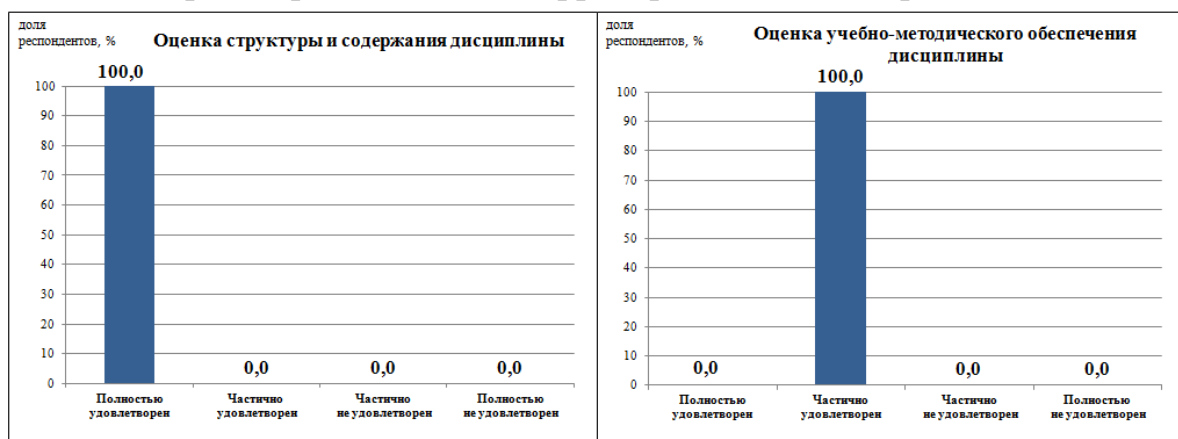 доля
респондентов, %
Оценка структуры и содержания дисциплины
100,0
100
90
80
70
60
50
40
30
20
10
0
0,0
0,0
0,0
Полностью
удовлетворен
Частично
удовлетворен
Частично
не удовлетворен
Полностью
не удовлетворен
доля
респондентов, %
Оценка учебно-методического обеспечения
дисциплины
100,0
100
90
80
70
60
50
40
30
20
10
0
0,0
0,0
0,0
Полностью
удовлетворен
Частично
удовлетворен
Частично
не удовлетворен
Полностью
не удовлетворен